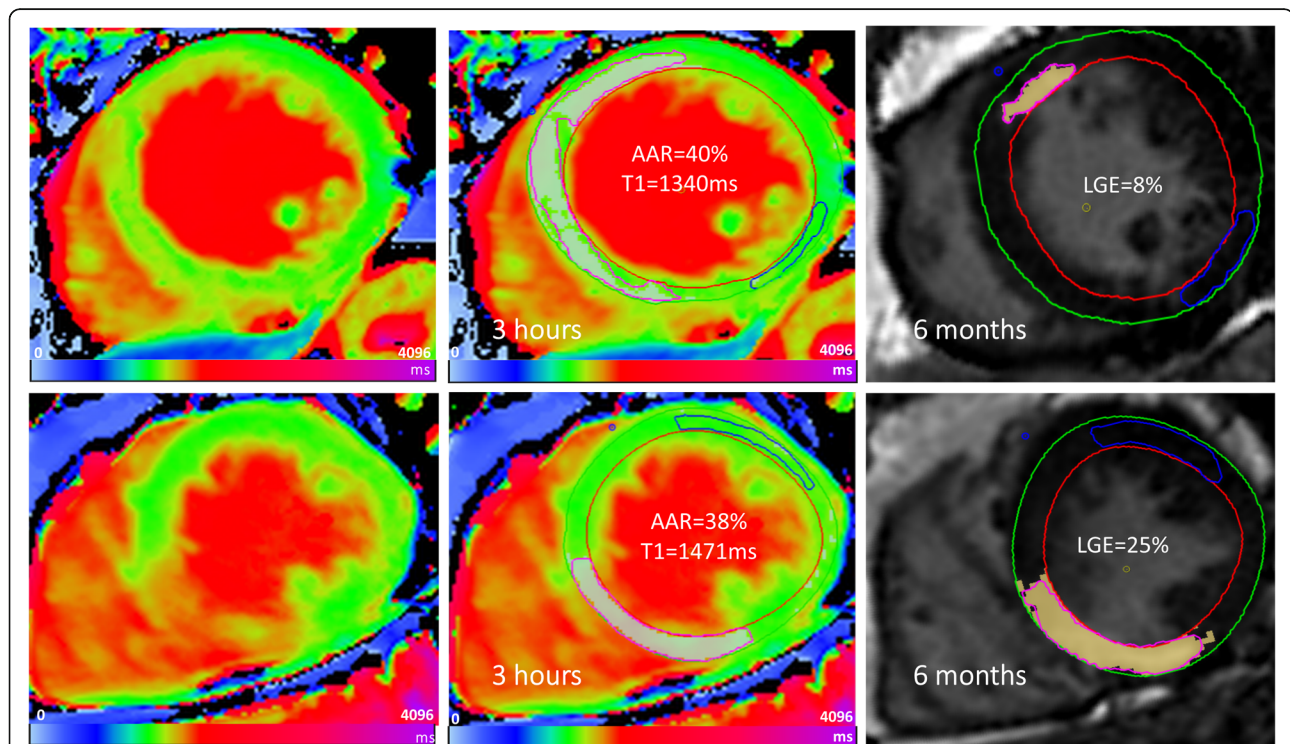 AAR=40%
T1=1340ms
LGE=8%
3 hours
6 months
0
4096
ms
0
4096
ms
AAR=38%
T1=1471ms
LGE=25%
3 hours
6 months
0
4096
ms
0
4096
ms